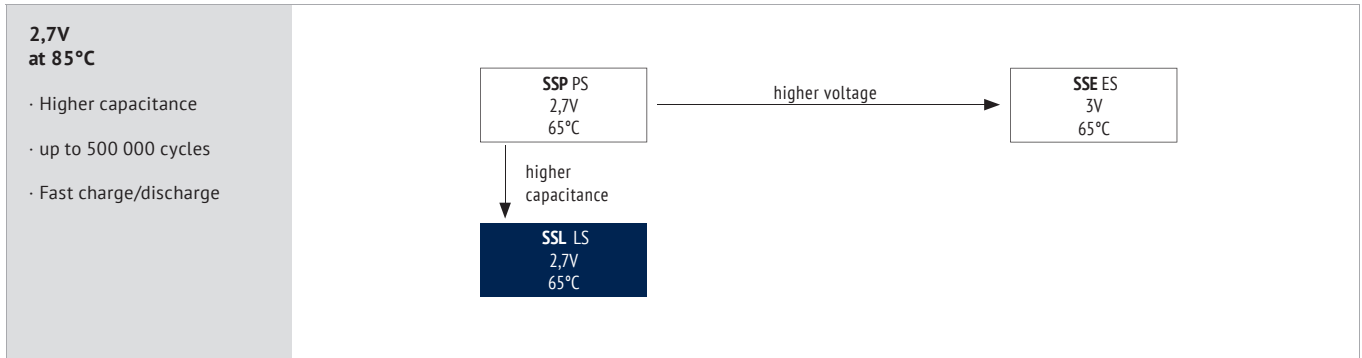 2,7V
at 85°C
· Higher capacitance
· up to 500 000 cycles
· Fast charge/discharge
SSP PS
2,7V
65°C
higher voltage
SSE ES
3V
65°C
higher
capacitance
SSL LS
2,7V
65°C